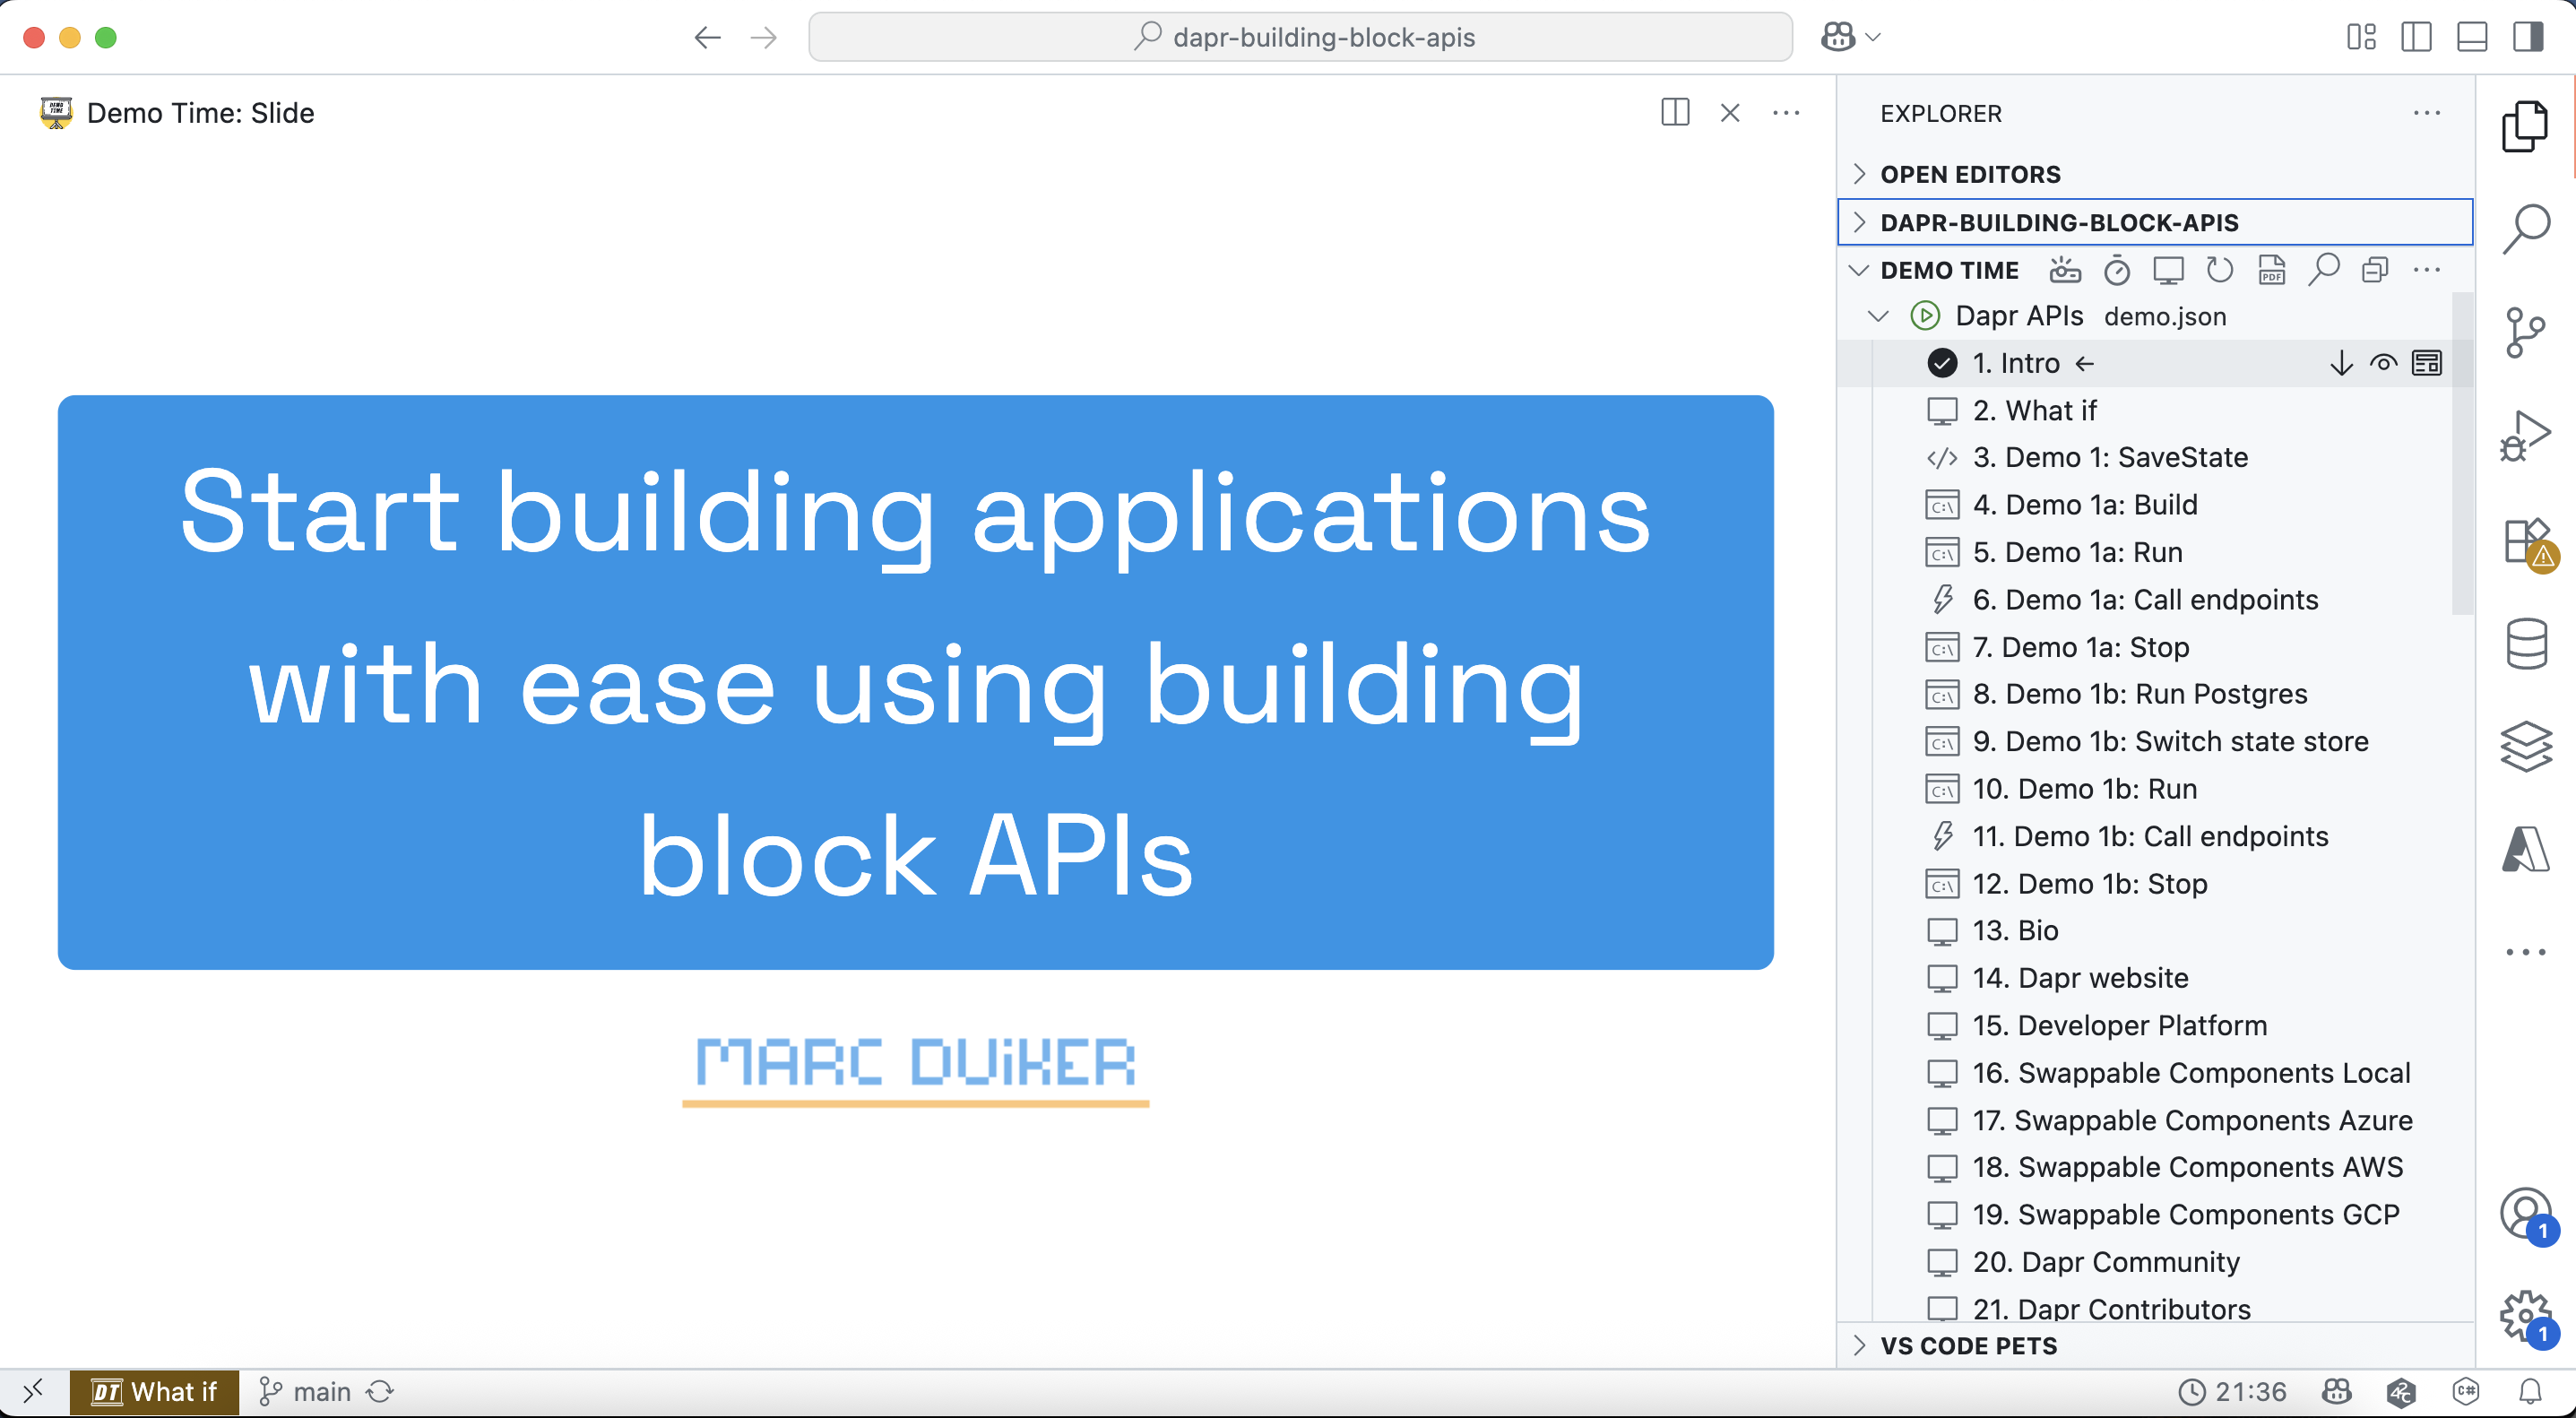 dapr-building-block-apis
Demo Time: Slide
Start building applications
with ease using building
block APIs
MARC DUiKER
EXPLORER
OPEN EDITORS
DAPR-BUILDING-BLOCK-APIS
DEMO TIME
PDF
Dapr APIs demo.json
1. Intro ←
2. What if
3. Demo 1: SaveState
C:\ 4. Demo 1a: Build
C:\ 5. Demo 1a: Run
6. Demo 1a: Call endpoints
C:\ 7. Demo 1a: Stop
C:\ 8. Demo 1b: Run Postgres
C:\ 9. Demo 1b: Switch state store
C:\ 10. Demo 1b: Run
11. Demo 1b: Call endpoints
C:\ 12. Demo 1b: Stop
13. Bio
14. Dapr website
15. Developer Platform
16. Swappable Components Local
17. Swappable Components Azure
18. Swappable Components AWS
19. Swappable Components GCP
20. Dapr Community
21. Dapr Contributors
VS CODE PETS
1
1
DT What if
main
21:36
C#